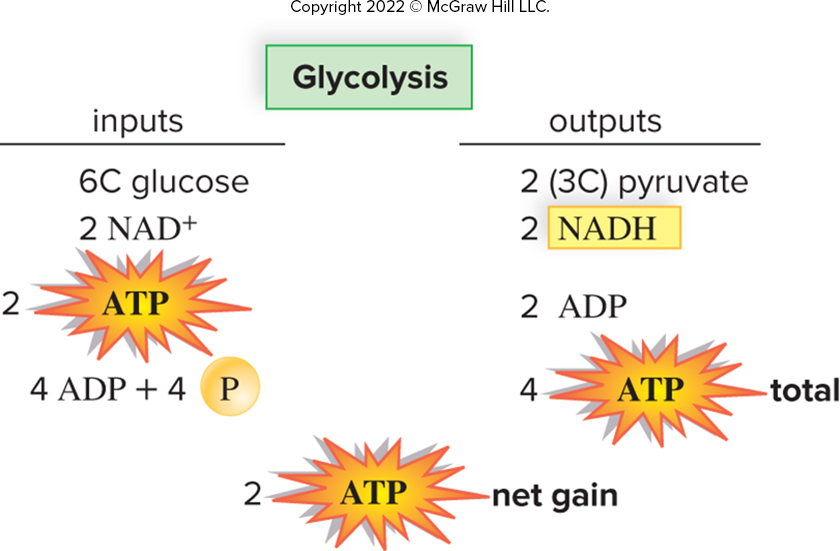 Copyright 2022 © McGraw Hill LLC.
Glycolysis
inputs
outputs
6C glucose
2 (3C) pyruvate
2 NAD⁺
2 NADH
2 ATP
2 ADP
4 ADP + 4 P
4 ATP total
2 ATP net gain